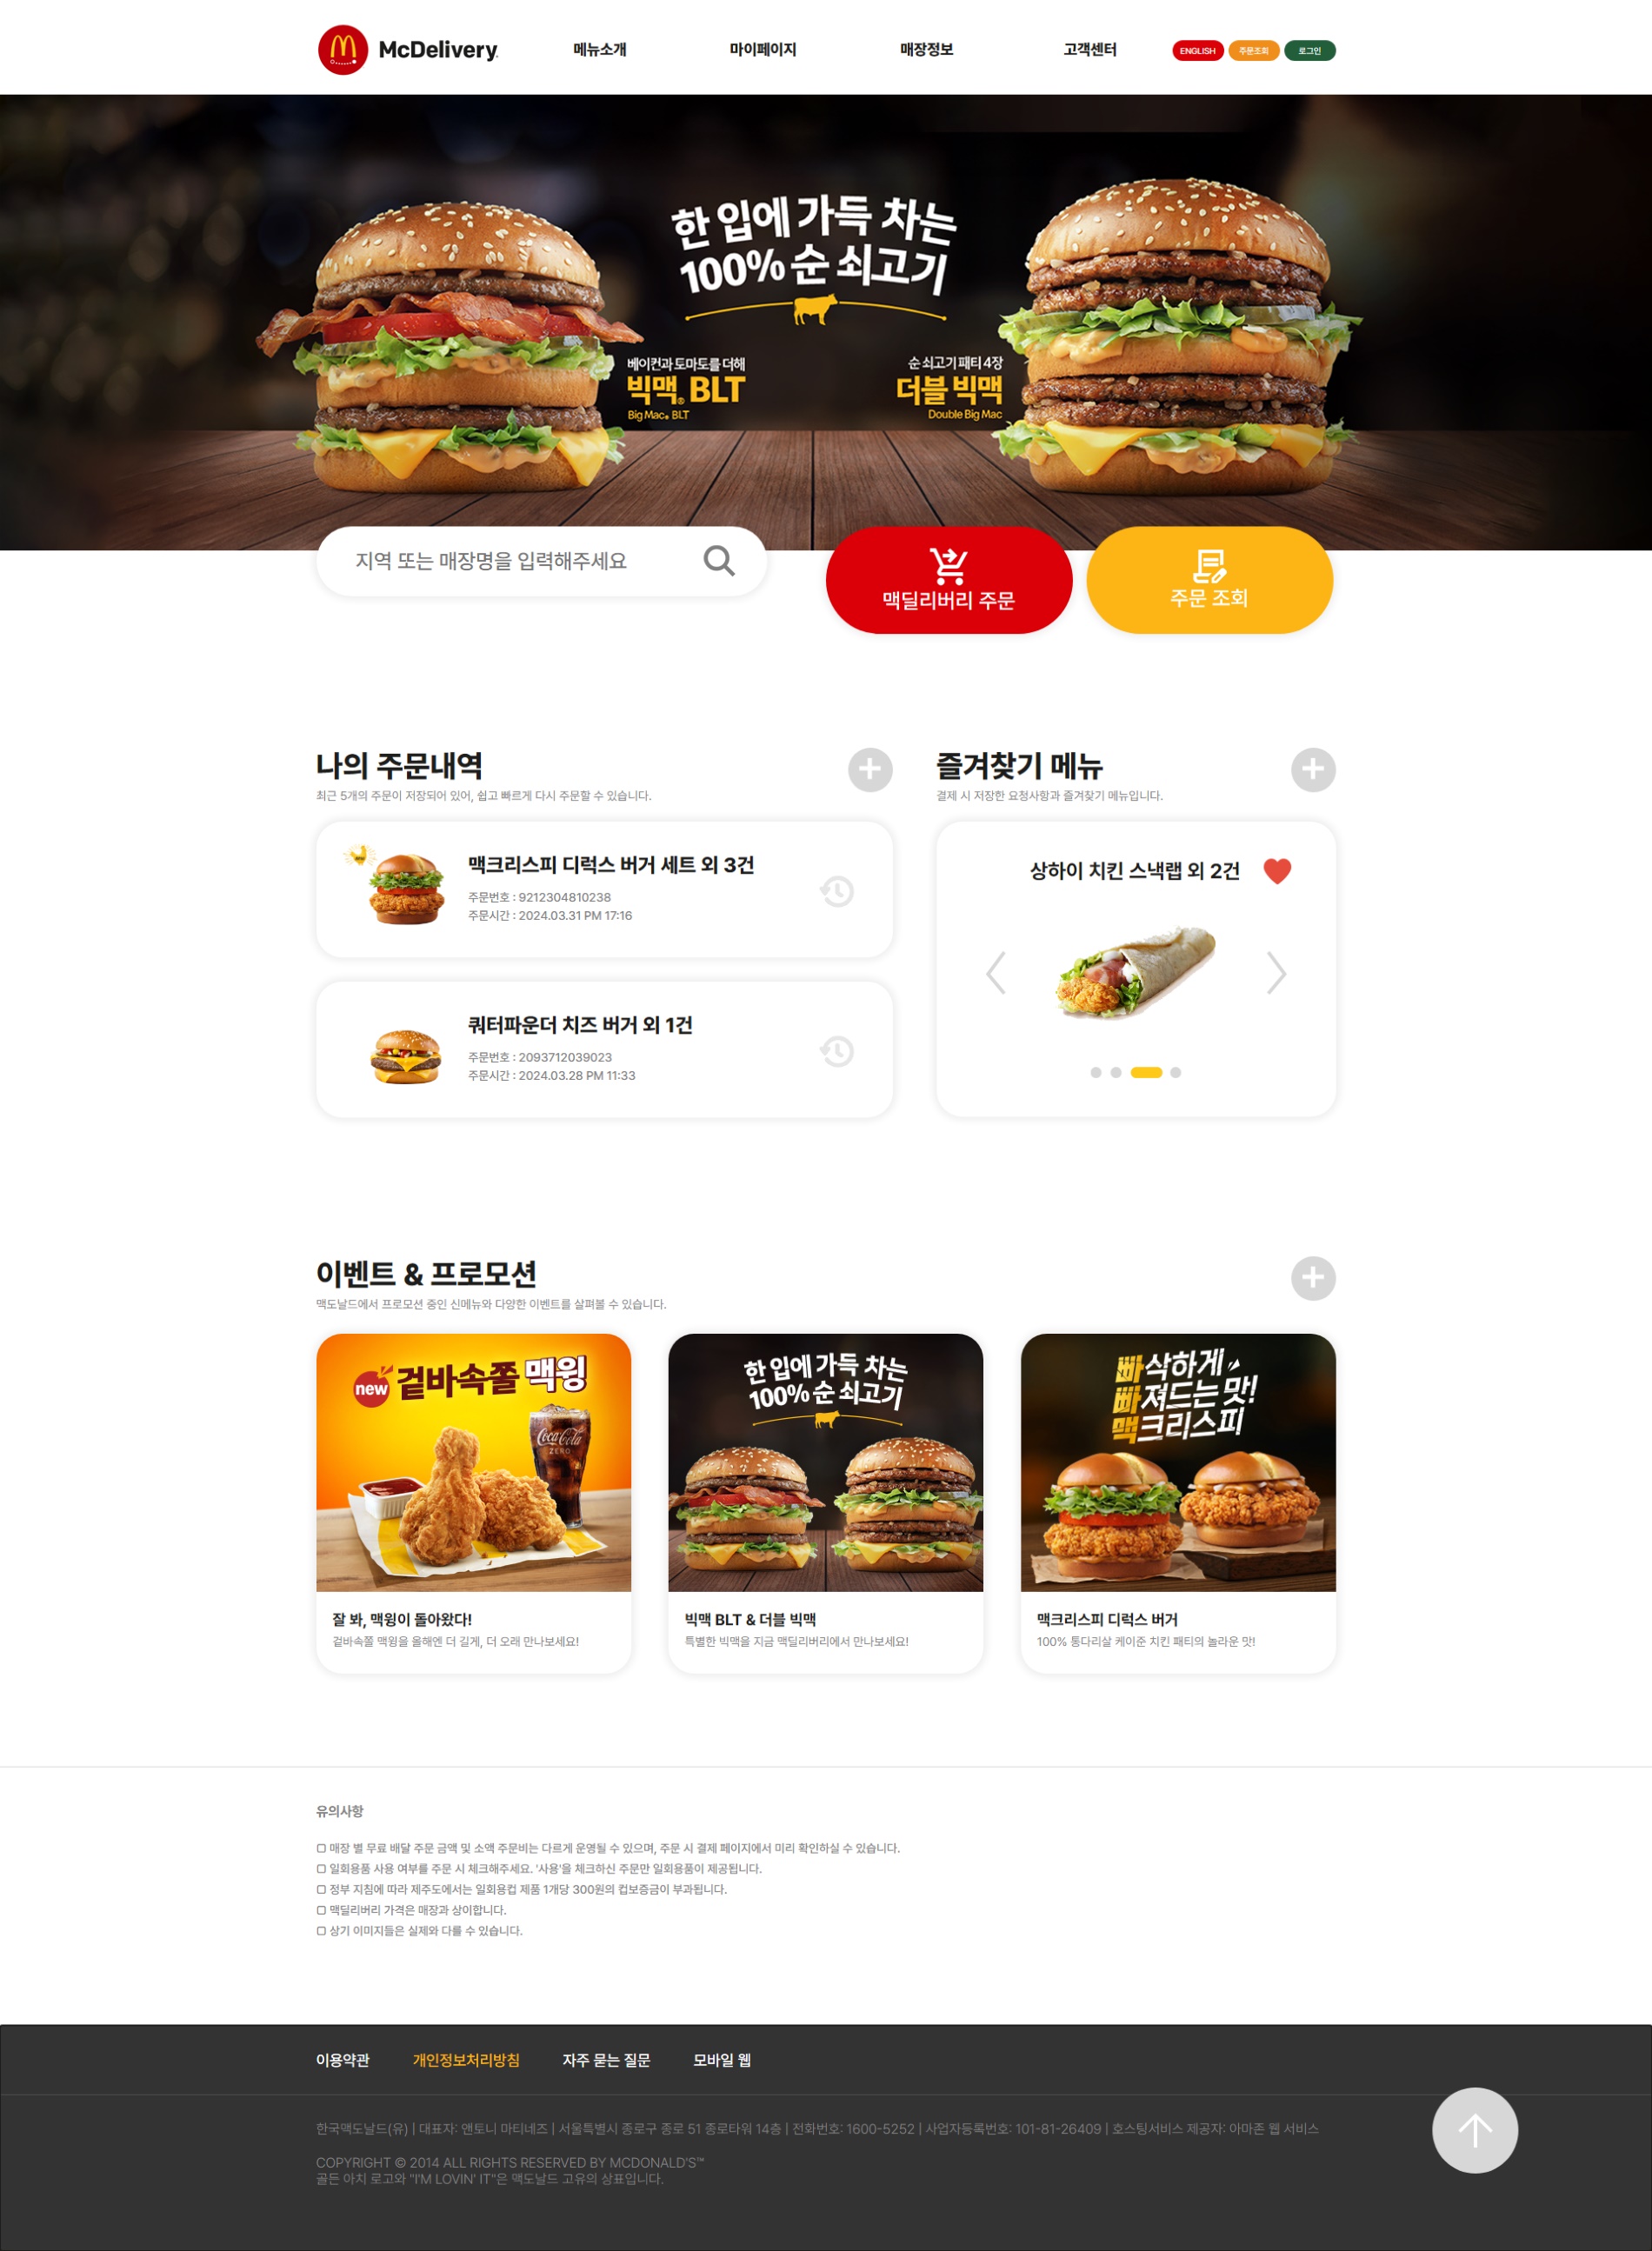 McDelivery
메뉴소개
마이페이지
매장정보
고객센터
ENGLISH
주문조회
로그인
한 입에 가득 차는
100% 순 쇠고기
베이컨과 토마토를 더해
빅맥® BLT
Big Mac® BLT
순 쇠고기 패티 4장
더블 빅맥
Double Big Mac
지역 또는 매장명을 입력해주세요
맥딜리버리 주문
주문 조회
나의 주문내역
최근 5개의 주문이 저장되어 있어, 쉽고 빠르게 다시 주문할 수 있습니다.
맥크리스피 디럭스 버거 세트 외 3건
주문번호 : 9212304810238
주문시간 : 2024.03.31 PM 17:16
쿼터파운더 치즈 버거 외 1건
주문번호 : 2093712039023
주문시간 : 2024.03.28 PM 11:33
즐겨찾기 메뉴
결제 시 저장한 요청사항과 즐겨찾기 메뉴입니다.
상하이 치킨 스낵랩 외 2건
이벤트 & 프로모션
맥도날드에서 프로모션 중인 신메뉴와 다양한 이벤트를 살펴볼 수 있습니다.
new 겉바속쫄 맥윙
Coca-Cola
ZERO
잘 봐, 맥윙이 돌아왔다!
겉바속쫄 맥윙을 올해엔 더 길게, 더 오래 만나보세요!
한 입에 가득 차는
100% 순 쇠고기
빅맥 BLT & 더블 빅맥
특별한 빅맥을 지금 맥딜리버리에서 만나보세요!
빠삭하게
빠져드는 맛!
맥크리스피
맥크리스피 디럭스 버거
100% 통다리살 케이준 치킨 패티의 놀라운 맛!
유의사항
▢ 매장 별 무료 배달 주문 금액 및 소액 주문비는 다르게 운영될 수 있으며, 주문 시 결제 페이지에서 미리 확인하실 수 있습니다.
▢ 일회용품 사용 여부를 주문 시 체크해주세요. '사용'을 체크하신 주문만 일회용품이 제공됩니다.
▢ 정부 지침에 따라 제주도에서는 일회용컵 제품 1개당 300원의 컵보증금이 부과됩니다.
▢ 맥딜리버리 가격은 매장과 상이합니다.
▢ 상기 이미지들은 실제와 다를 수 있습니다.
이용약관
개인정보처리방침
자주 묻는 질문
모바일 웹
한국맥도날드(유) | 대표자: 앤토니 마티네즈 | 서울특별시 종로구 종로 51 종로타워 14층 | 전화번호: 1600-5252 | 사업자등록번호: 101-81-26409 | 호스팅서비스 제공자: 아마존 웹 서비스
COPYRIGHT © 2014 ALL RIGHTS RESERVED BY MCDONALD'S™
골든 아치 로고와 "I'M LOVIN' IT"은 맥도날드 고유의 상표입니다.